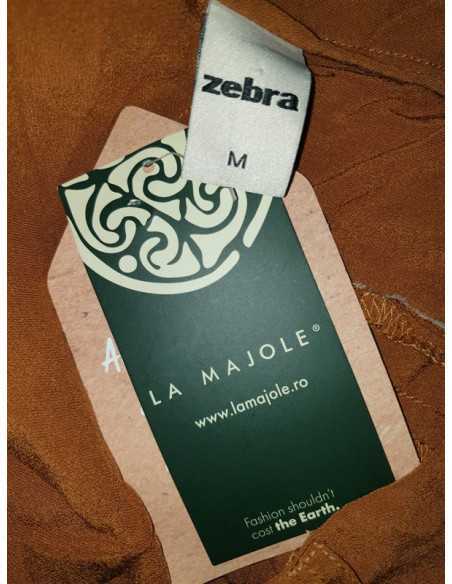 zebra
M
A
LA MAJOLE®
www.lamajole.ro
Fashion shouldn't
cost the Earth.